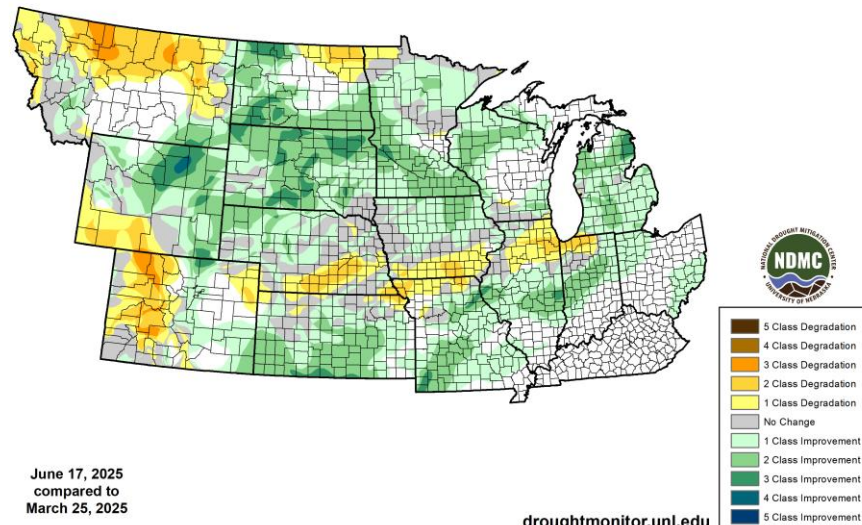 NATIONAL DROUGHT MITIGATION CENTER
NDMC
UNIVERSITY OF NEBRASKA
5 Class Degradation
4 Class Degradation
3 Class Degradation
2 Class Degradation
1 Class Degradation
No Change
1 Class Improvement
2 Class Improvement
3 Class Improvement
4 Class Improvement
5 Class Improvement
June 17, 2025
compared to
March 25, 2025
droughtmonitor.unl.edu